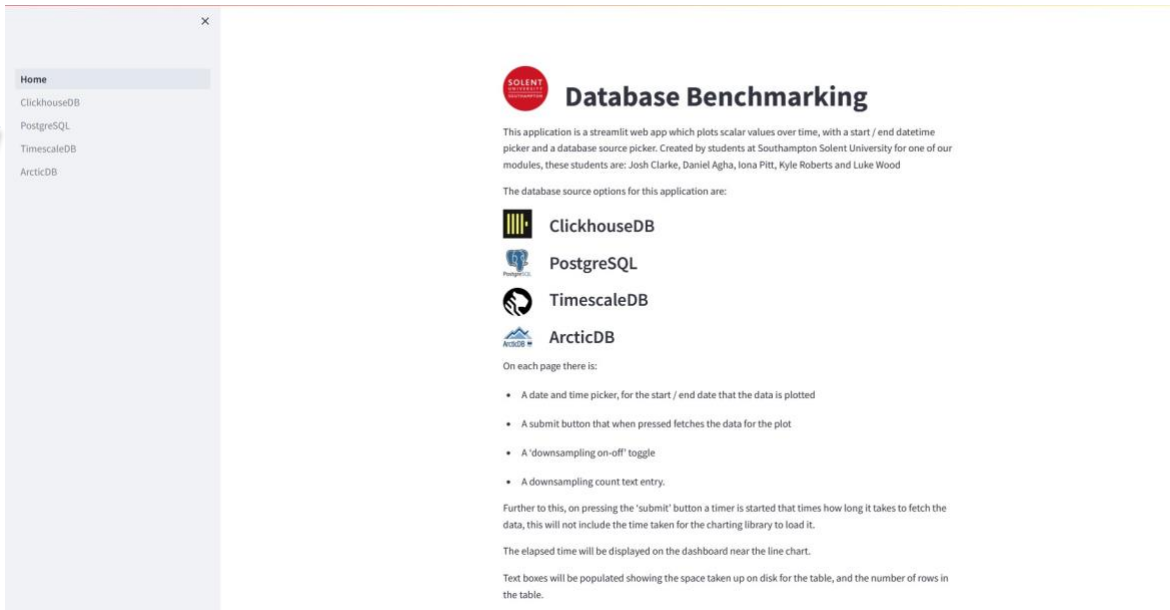 ×
Home
ClickhouseDB
PostgreSQL
TimescaleDB
ArcticDB
SOLENT
UNIVERSITY
SOUTHAMPTON
Database Benchmarking
This application is a streamlit web app which plots scalar values over time, with a start / end datetime
picker and a database source picker. Created by students at Southampton Solent University for one of our
modules, these students are: Josh Clarke, Daniel Agha, Iona Pitt, Kyle Roberts and Luke Wood
The database source options for this application are:
ClickhouseDB
PostgreSQL
PostgreSQL
TimescaleDB
ArcticDB
ArcticDB
On each page there is:
• A date and time picker, for the start / end date that the data is plotted
• A submit button that when pressed fetches the data for the plot
• A 'downsampling on-off' toggle
• A downsampling count text entry.
Further to this, on pressing the 'submit' button a timer is started that times how long it takes to fetch the
data, this will not include the time taken for the charting library to load it.
The elapsed time will be displayed on the dashboard near the line chart.
Text boxes will be populated showing the space taken up on disk for the table, and the number of rows in
the table.